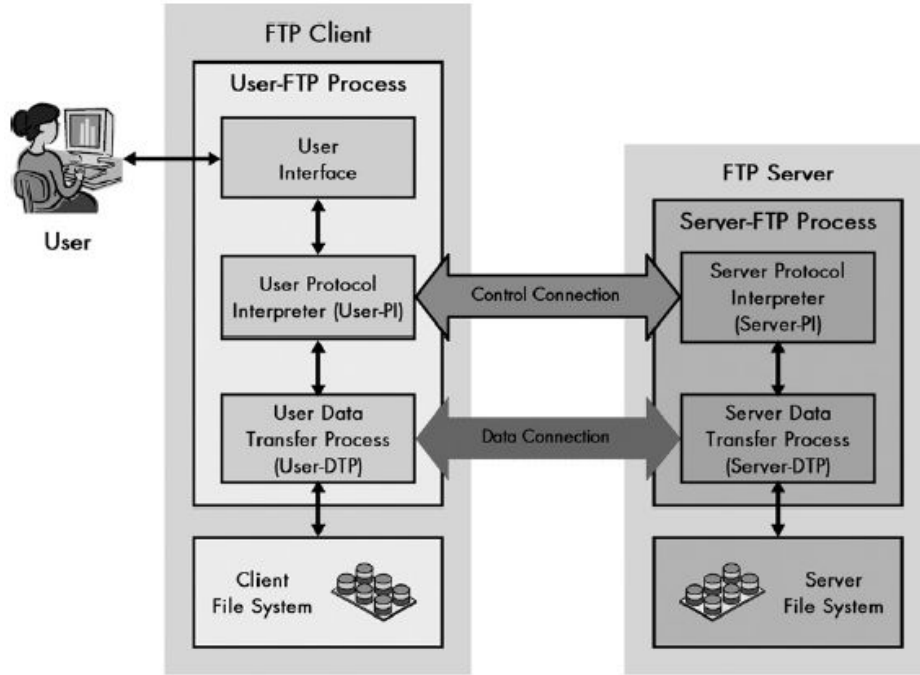 FTP Client
User-FTP Process
User
Interface
User
User Protocol
Interpreter (User-PI)
User Data
Transfer Process
(User-DTP)
Client
File System
Control Connection
Data Connection
FTP Server
Server-FTP Process
Server Protocol
Interpreter
(Server-PI)
Server Data
Transfer Process
(Server-DTP)
Server
File System